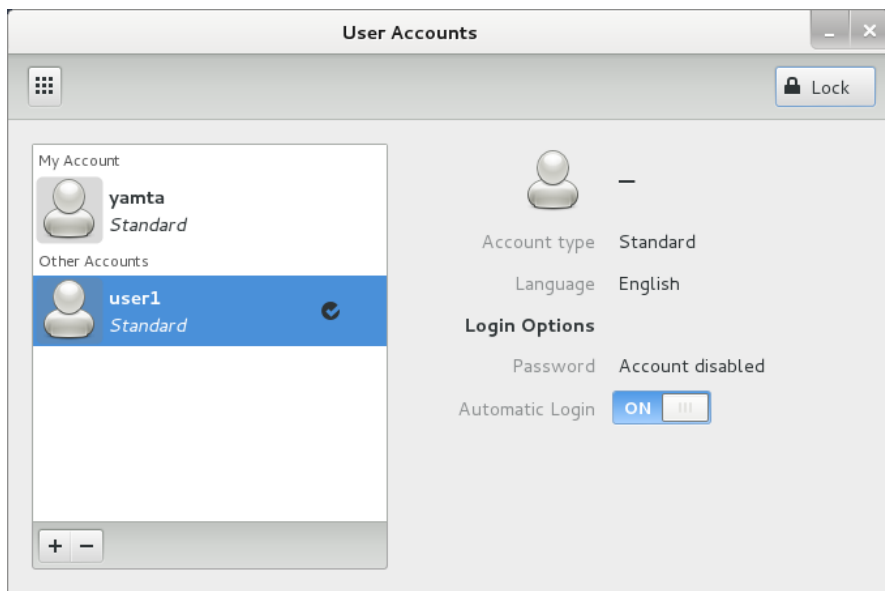 User Accounts
Lock
My Account
yamta
Standard
Other Accounts
user1
Standard
—
Account type Standard
Language English
Login Options
Password Account disabled
Automatic Login ON